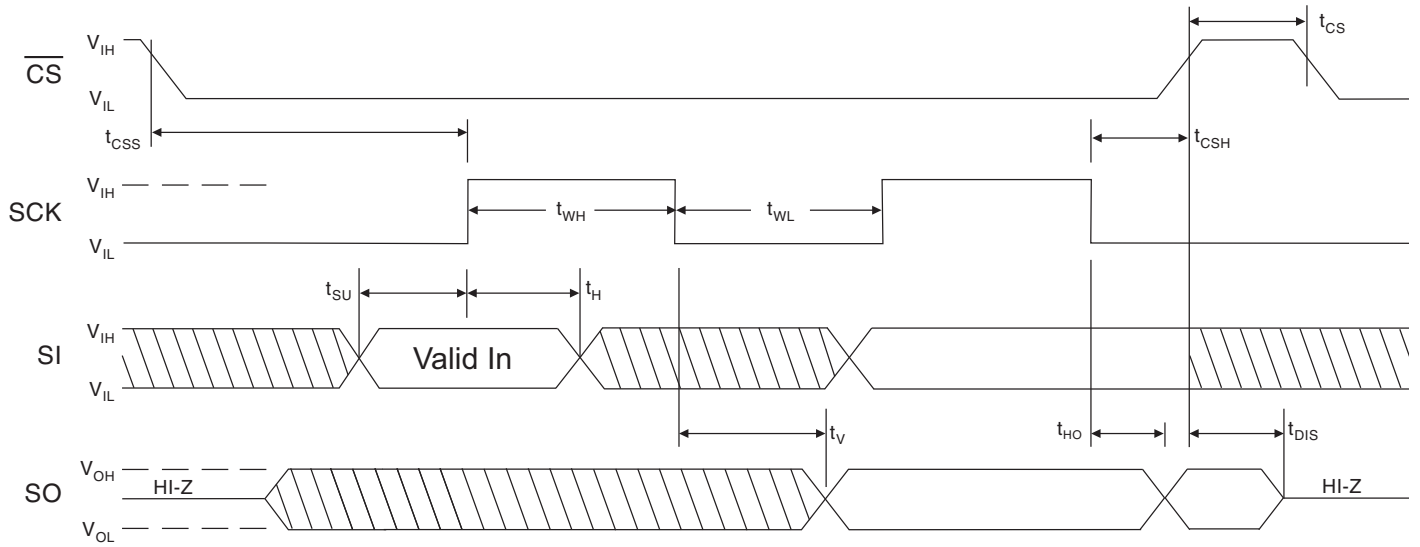 t_CS
V_IH
CS
V_IL
t_CSS
t_CSH
V_IH
SCK
t_WH
t_WL
V_IL
t_SU
t_H
V_IH
SI
Valid In
V_IL
t_V
t_HO
t_DIS
V_OH
SO
HI-Z
HI-Z
V_OL